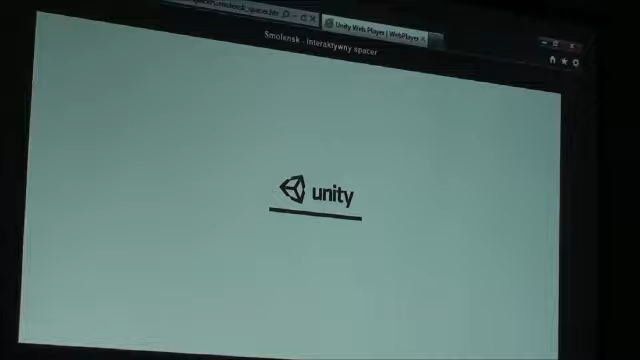 Unity Web Player | WebPlayer
Smolensk - Interaktywny spacer
unity